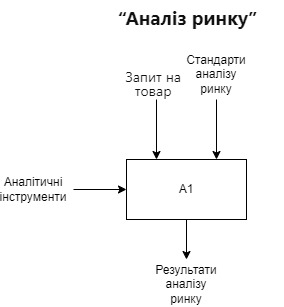 “Аналіз ринку”
Запит на
товар
Стандарти
аналізу
ринку
Аналітичні
інструменти
A1
Результати
аналізу
ринку